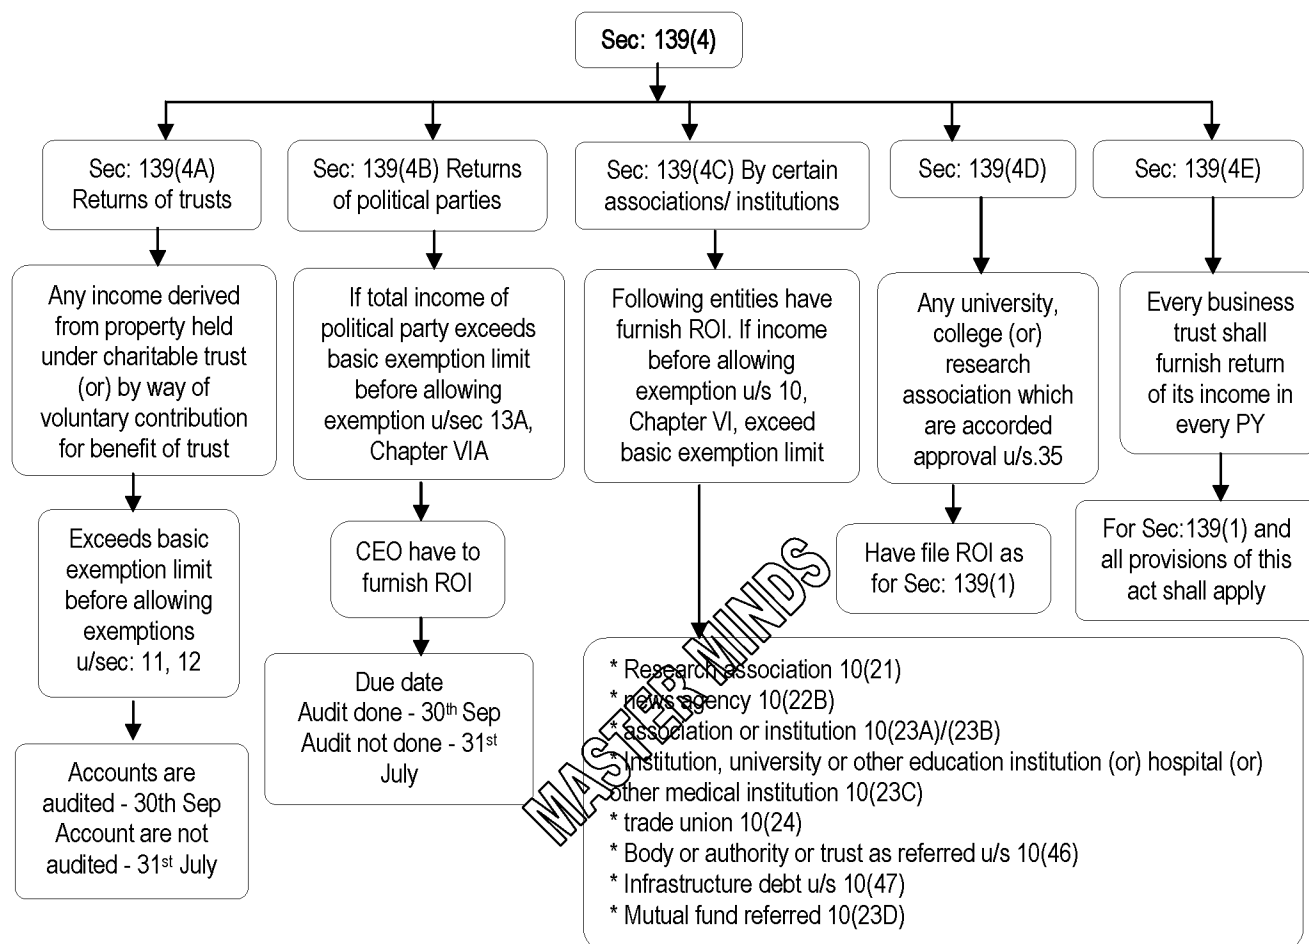 Sec: 139(4)
Sec: 139(4A)
Returns of trusts
Sec: 139(4B) Returns
of political parties
Sec: 139(4C) By certain
associations/ institutions
Sec: 139(4D)
Sec: 139(4E)
Any income derived
from property held
under charitable trust
(or) by way of
voluntary contribution
for benefit of trust
If total income of
political party exceeds
basic exemption limit
before allowing
exemption u/sec 13A,
Chapter VIA
Following entities have
furnish ROI. If income
before allowing
exemption u/s 10,
Chapter VI, exceed
basic exemption limit
Any university,
college (or)
research
association which
are accorded
approval u/s.35
Every business
trust shall
furnish return
of its income in
every PY
Exceeds basic
exemption limit
before allowing
exemptions
u/sec: 11, 12
CEO have to
furnish ROI
Have file ROI as
for Sec: 139(1)
For Sec:139(1) and
all provisions of this
act shall apply
Accounts are
audited - 30th Sep
Account are not
audited - 31st July
Due date
Audit done - 30th Sep
Audit not done - 31st
July
* Research association 10(21)
* news agency 10(22B)
* association or institution 10(23A)/(23B)
* Institution, university or other education institution (or) hospital (or)
other medical institution 10(23C)
* trade union 10(24)
* Body or authority or trust as referred u/s 10(46)
* Infrastructure debt u/s 10(47)
* Mutual fund referred 10(23D)
MASTER MINDS